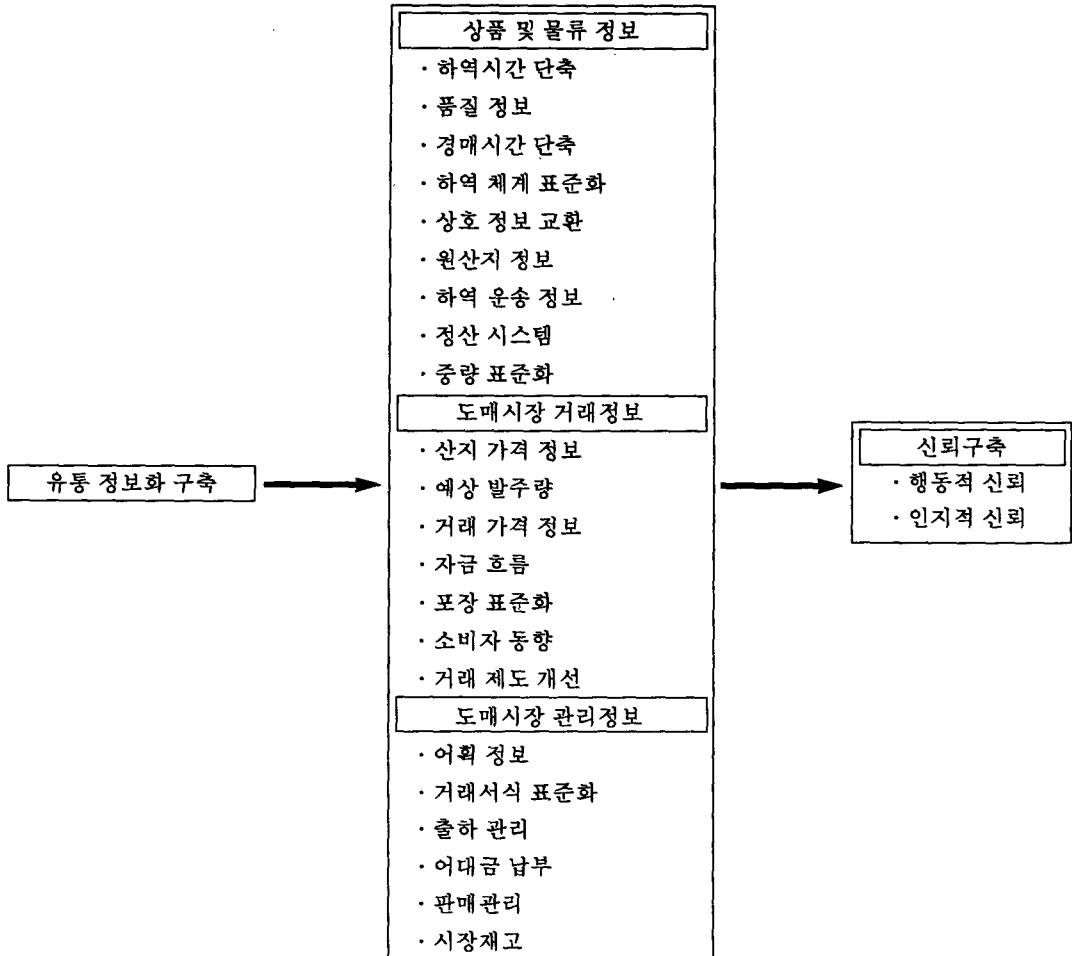 상품 및 물류 정보
· 하역시간 단축
· 품질 정보
· 경매시간 단축
· 하역 체계 표준화
· 상호 정보 교환
· 원산지 정보
· 하역 운송 정보
· 정산 시스템
· 중량 표준화
도매시장 거래정보
· 산지 가격 정보
· 예상 발주량
· 거래 가격 정보
· 자금 흐름
· 포장 표준화
· 소비자 동향
· 거래 제도 개선
도매시장 관리정보
· 어획 정보
· 거래서식 표준화
· 출하 관리
· 어대금 납부
· 판매관리
· 시장재고
유통 정보화 구축
신뢰구축
· 행동적 신뢰
· 인지적 신뢰